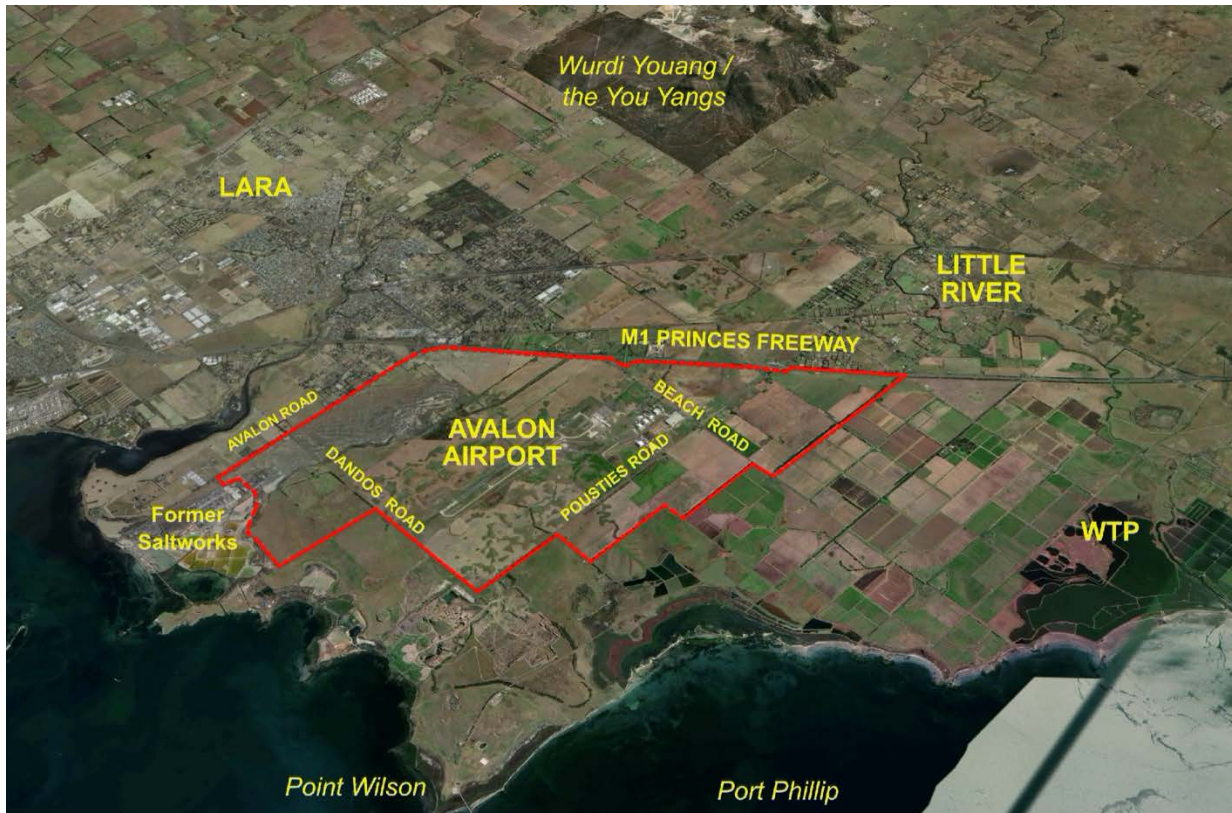 Wurdi Youang /
the You Yangs
LARA
LITTLE
RIVER
M1 PRINCES FREEWAY
AVALON ROAD
BEACH ROAD
AVALON
AIRPORT
DANDOS ROAD
POUSTIES ROAD
Former
Saltworks
WTP
Point Wilson
Port Phillip